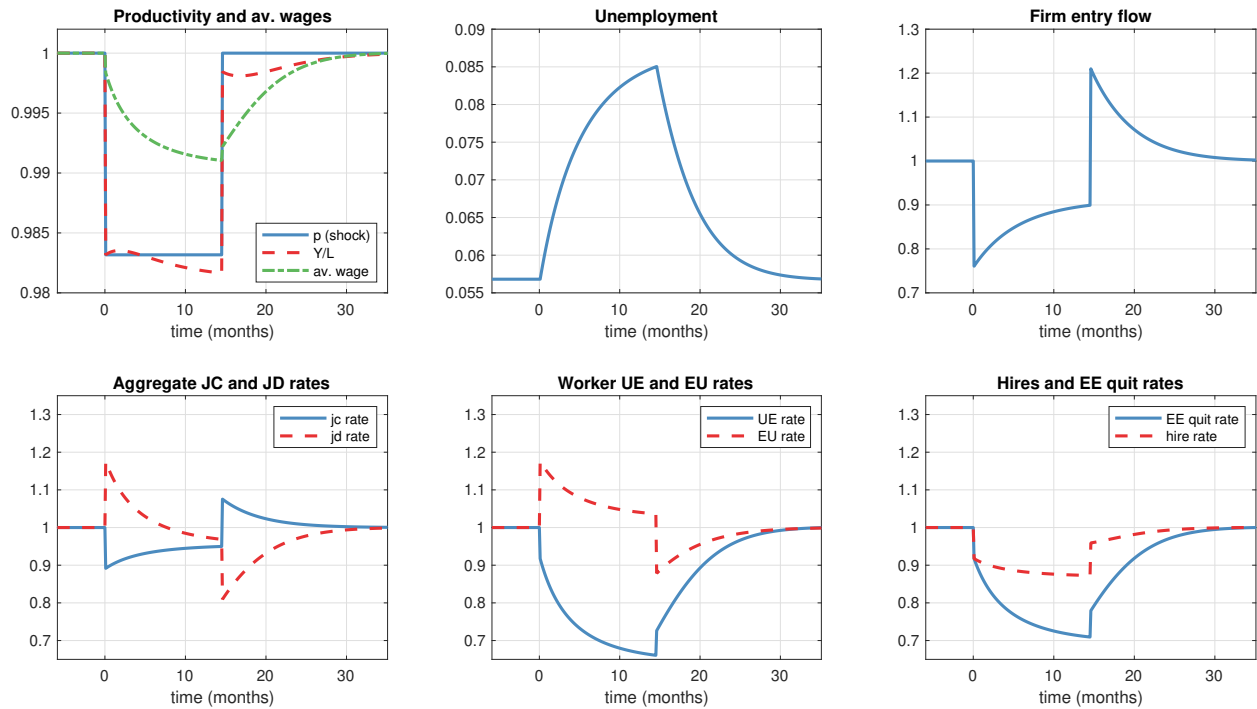 Productivity and av. wages
1
0.995
0.99
0.985
0.98
p (shock)
Y/L
av. wage
0 10 20 30
time (months)
Unemployment
0.09
0.085
0.08
0.075
0.07
0.065
0.06
0.055
0 10 20 30
time (months)
Firm entry flow
1.3
1.2
1.1
1
0.9
0.8
0.7
0 10 20 30
time (months)
Aggregate JC and JD rates
1.3
1.2
1.1
1
0.9
0.8
0.7
jc rate
jd rate
0 10 20 30
time (months)
Worker UE and EU rates
1.3
1.2
1.1
1
0.9
0.8
0.7
UE rate
EU rate
0 10 20 30
time (months)
Hires and EE quit rates
1.3
1.2
1.1
1
0.9
0.8
0.7
EE quit rate
hire rate
0 10 20 30
time (months)